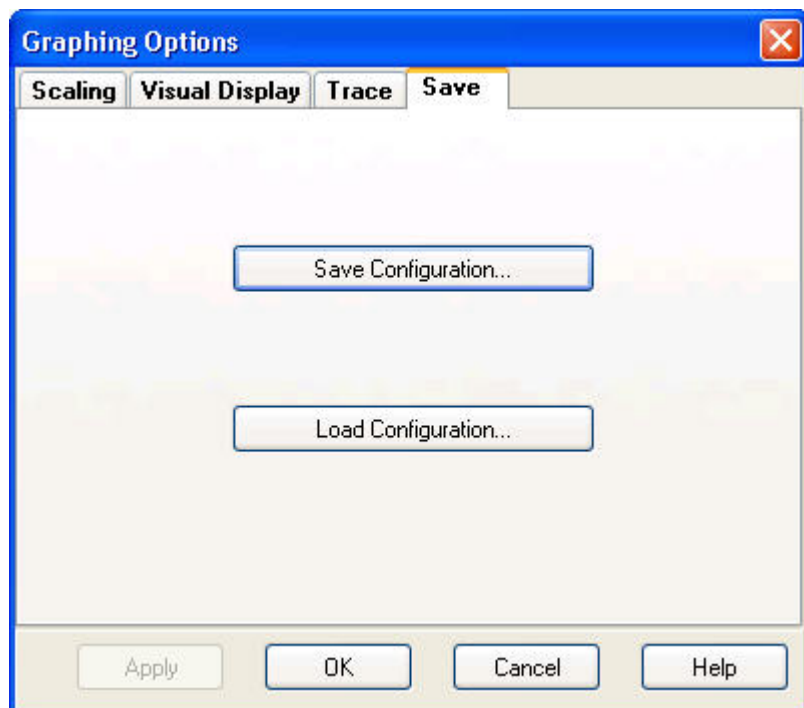 Graphing Options
Scaling Visual Display Trace Save
Save Configuration...
Load Configuration...
Apply OK Cancel Help